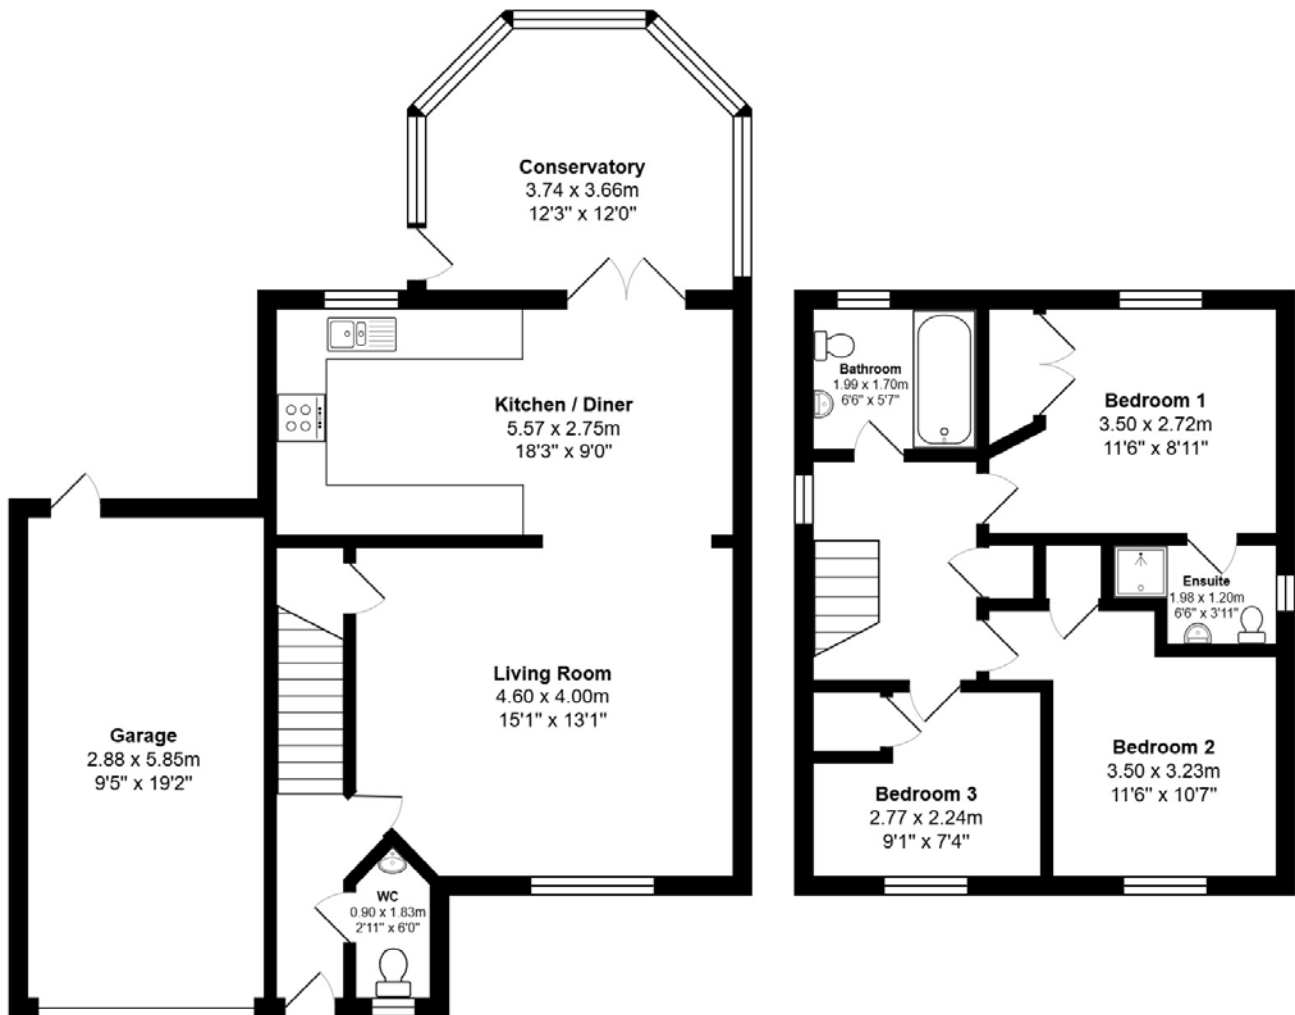 Conservatory
3.74 x 3.66m
12'3" x 12'0"
Kitchen / Diner
5.57 x 2.75m
18'3" x 9'0"
Living Room
4.60 x 4.00m
15'1" x 13'1"
Garage
2.88 x 5.85m
9'5" x 19'2"
WC
0.90 x 1.83m
2'11" x 6'0"
Bathroom
1.99 x 1.70m
6'6" x 5'7"
Bedroom 1
3.50 x 2.72m
11'6" x 8'11"
Ensuite
1.98 x 1.20m
6'6" x 3'11"
Bedroom 2
3.50 x 3.23m
11'6" x 10'7"
Bedroom 3
2.77 x 2.24m
9'1" x 7'4"